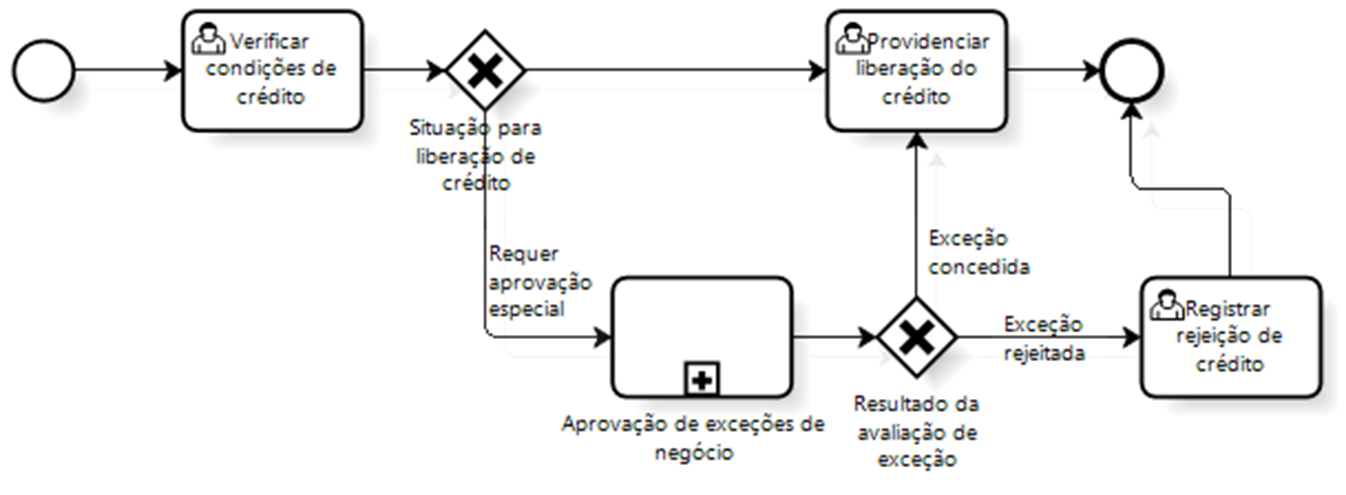 Verificar
condições de
crédito
Situação para
liberação de
crédito
Providenciar
liberação do
crédito
Requer
aprovação
especial
Aprovação de exceções de
negócio
Exceção
concedida
Resultado da
avaliação de
exceção
Exceção
rejeitada
Registrar
rejeição de
crédito